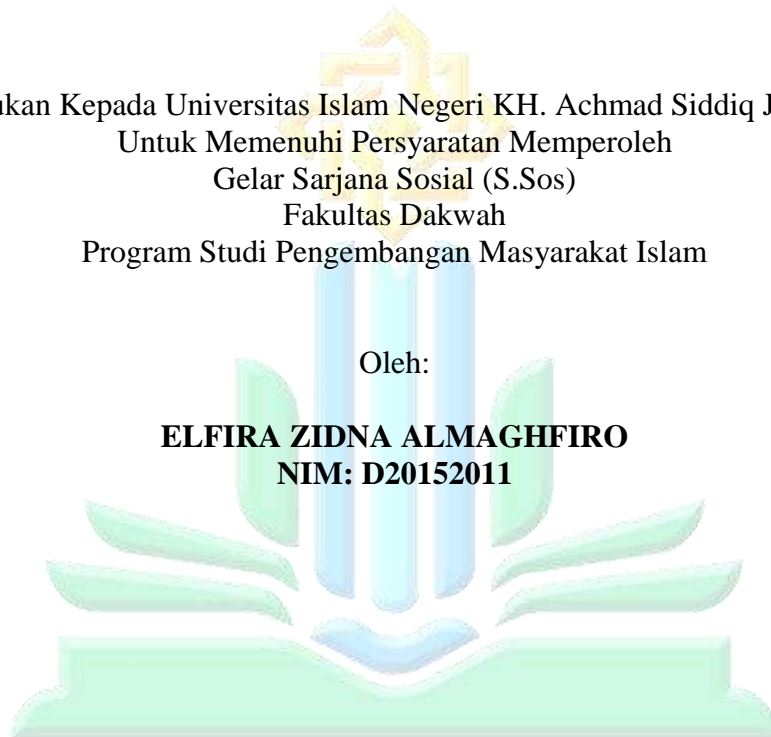 ukan Kepada Universitas Islam Negeri KH. Achmad Siddiq J
Untuk Memenuhi Persyaratan Memperoleh
Gelar Sarjana Sosial (S.Sos)
Fakultas Dakwah
Program Studi Pengembangan Masyarakat Islam
Oleh:
ELFIRA ZIDNA ALMAGHFIRO
NIM: D20152011